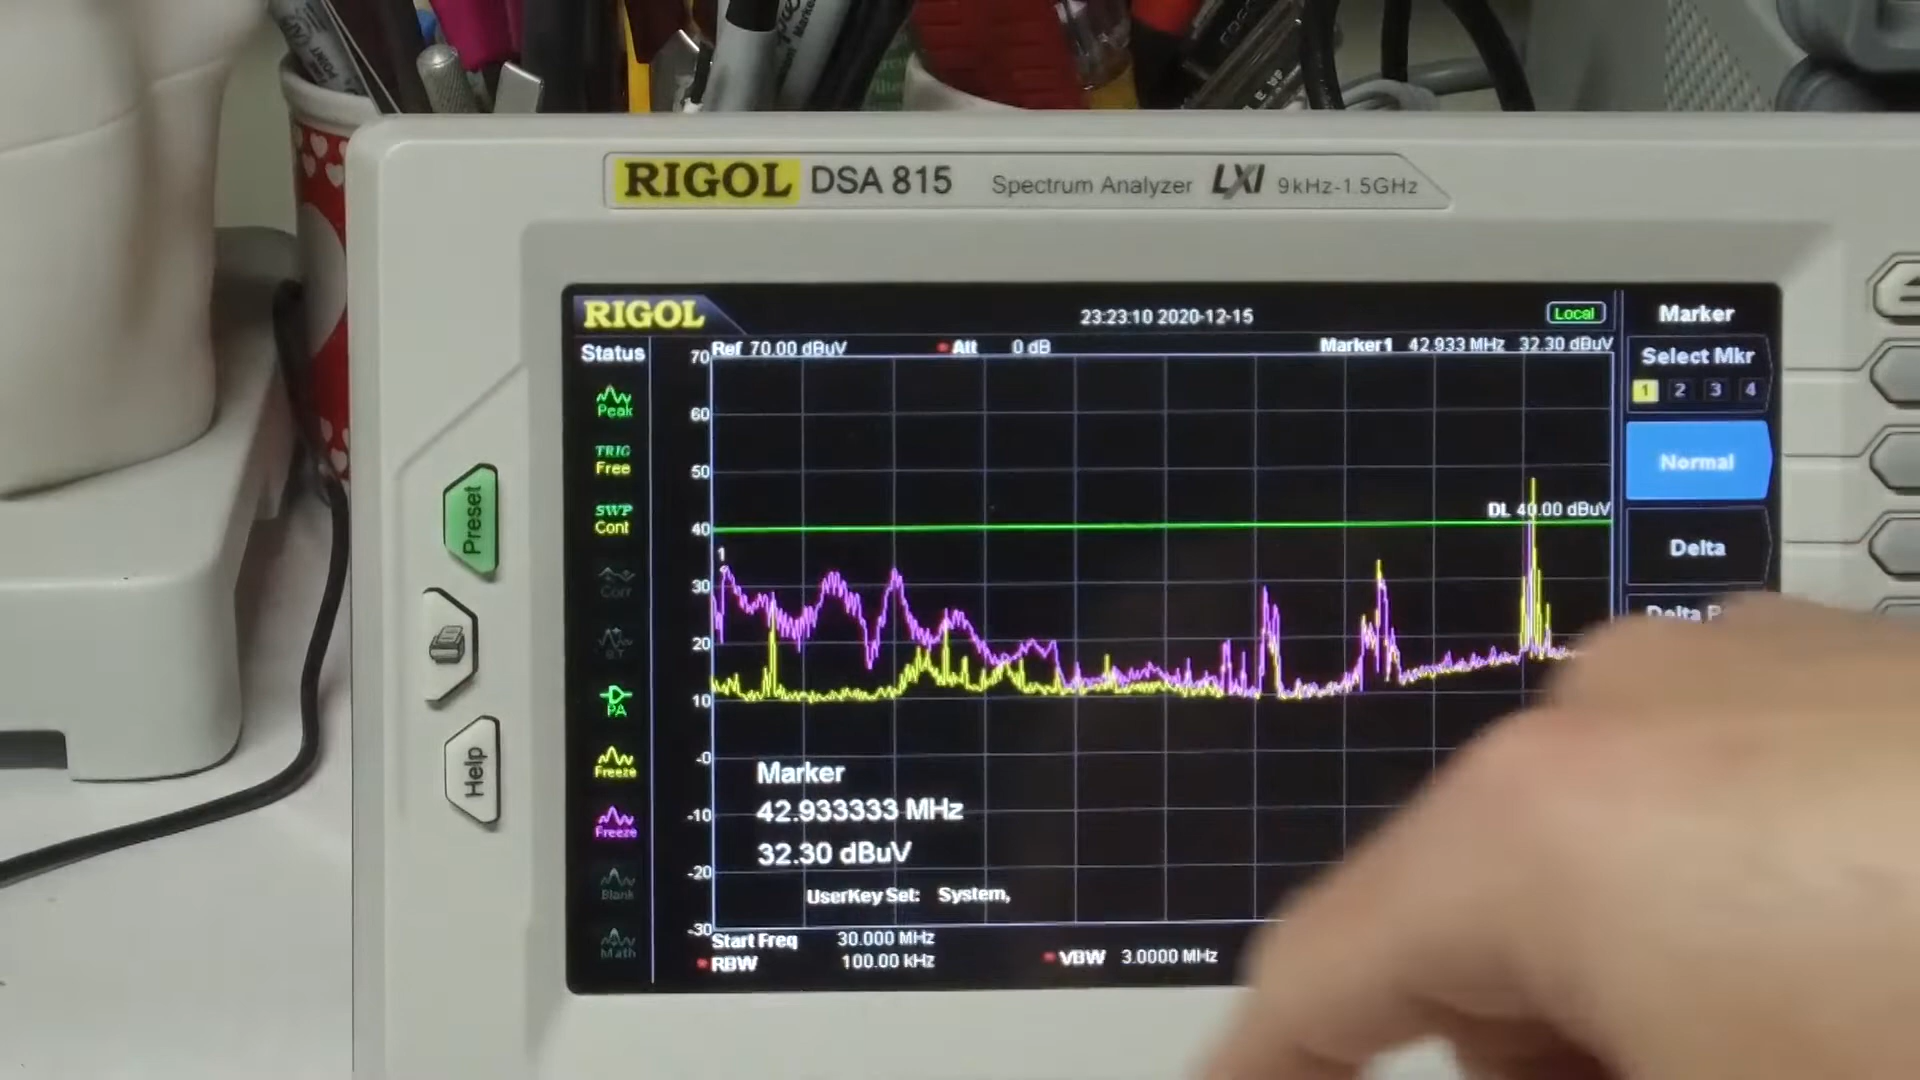 RIGOL DSA 815 Spectrum Analyzer LXI 9kHz-1.5GHz
RIGOL 23:23:10 2020-12-15 Local
Status Ref 70.00 dBuV Att 0 dB Marker1 42.933 MHz 32.30 dBuV
Peak
TRIG
Free
SWP
Cont
Corr
PA
Freeze
Freeze
Blank
Math
70
60
50
40
30
20
10
-0
-10
-20
-30
DL 40.00 dBuV
1
Marker
42.933333 MHz
32.30 dBuV
UserKey Set: System,
Start Freq 30.000 MHz
RBW 100.00 kHz VBW 3.0000 MHz
Marker
Select Mkr
1 2 3 4
Normal
Delta
Delta
Preset
Help